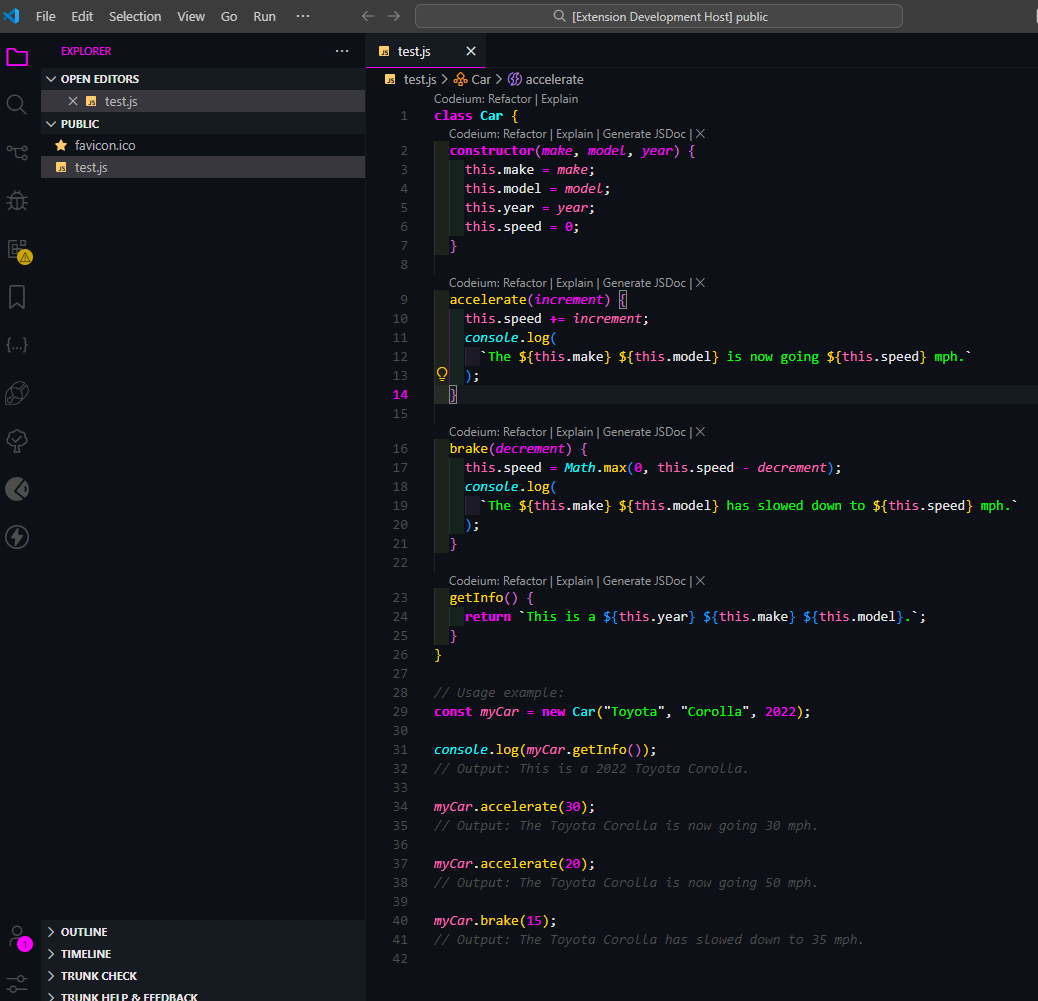 File Edit Selection View Go Run ···
[Extension Development Host] public
EXPLORER ···
OPEN EDITORS
JS test.js
PUBLIC
favicon.ico
JS test.js
OUTLINE
TIMELINE
TRUNK CHECK
TRUNK HELP & FEEDBACK
1
JS test.js
JS test.js > Car > accelerate
Codeium: Refactor | Explain
1 class Car {
Codeium: Refactor | Explain | Generate JSDoc | X
2 constructor(make, model, year) {
3 this.make = make;
4 this.model = model;
5 this.year = year;
6 this.speed = 0;
7 }
8
Codeium: Refactor | Explain | Generate JSDoc | X
9 accelerate(increment) {
10 this.speed += increment;
11 console.log(
12 `The ${this.make} ${this.model} is now going ${this.speed} mph.`
13 );
14 }
15
Codeium: Refactor | Explain | Generate JSDoc | X
16 brake(decrement) {
17 this.speed = Math.max(0, this.speed - decrement);
18 console.log(
19 `The ${this.make} ${this.model} has slowed down to ${this.speed} mph.`
20 );
21 }
22
Codeium: Refactor | Explain | Generate JSDoc | X
23 getInfo() {
24 return `This is a ${this.year} ${this.make} ${this.model}.`;
25 }
26 }
27
28 // Usage example:
29 const myCar = new Car("Toyota", "Corolla", 2022);
30
31 console.log(myCar.getInfo());
32 // Output: This is a 2022 Toyota Corolla.
33
34 myCar.accelerate(30);
35 // Output: The Toyota Corolla is now going 30 mph.
36
37 myCar.accelerate(20);
38 // Output: The Toyota Corolla is now going 50 mph.
39
40 myCar.brake(15);
41 // Output: The Toyota Corolla has slowed down to 35 mph.
42